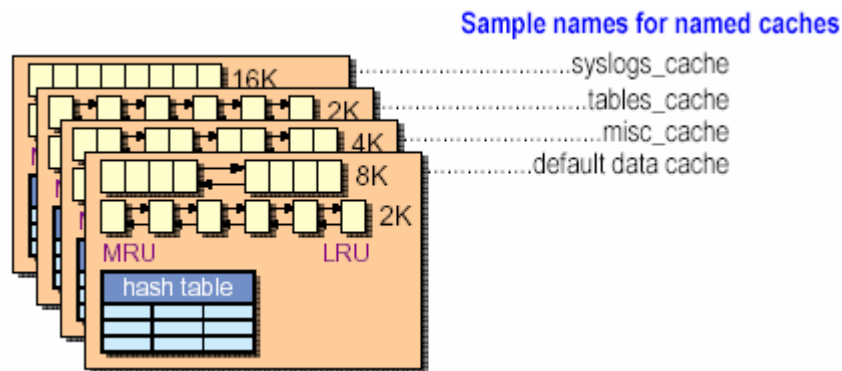 Sample names for named caches
16K
syslogs_cache
2K
tables_cache
4K
misc_cache
8K
default data cache
2K
MRU LRU
hash table